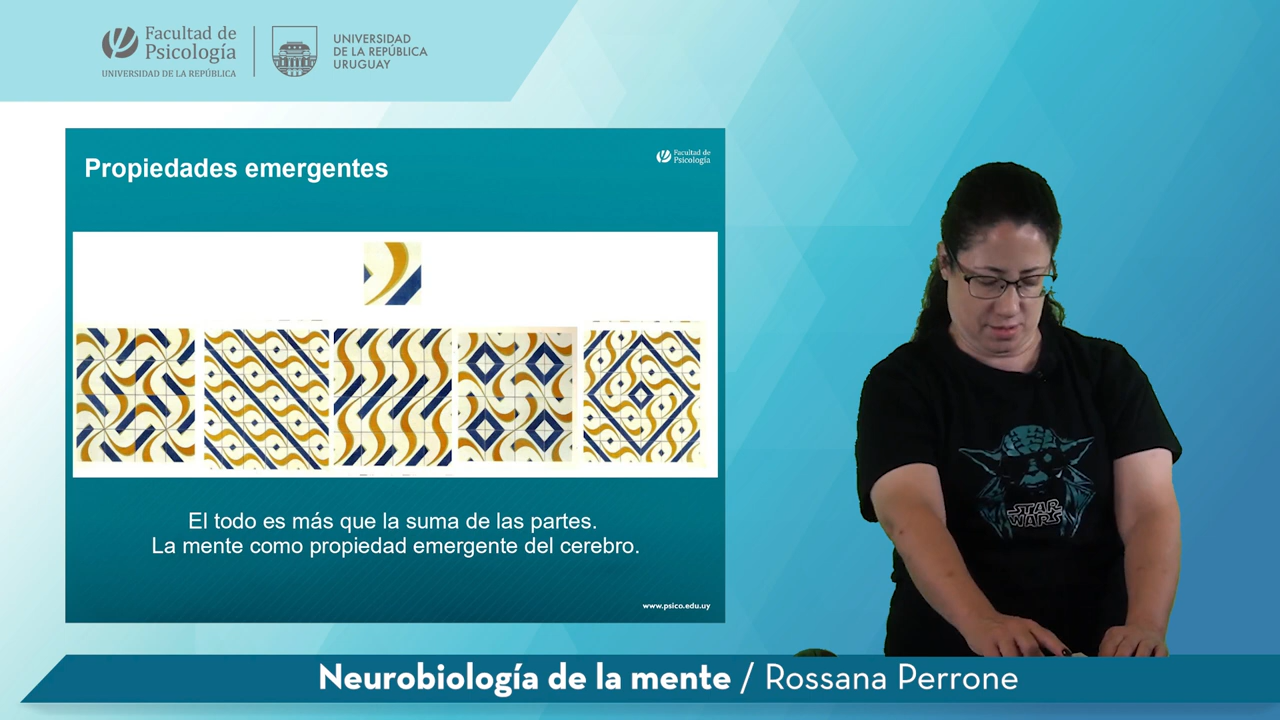 Facultad de
Psicología
UNIVERSIDAD DE LA REPÚBLICA
UNIVERSIDAD
DE LA REPÚBLICA
URUGUAY
Propiedades emergentes
Facultad de
Psicología
El todo es más que la suma de las partes.
La mente como propiedad emergente del cerebro.
www.psico.edu.uy
STAR
WARS
Neurobiología de la mente / Rossana Perrone